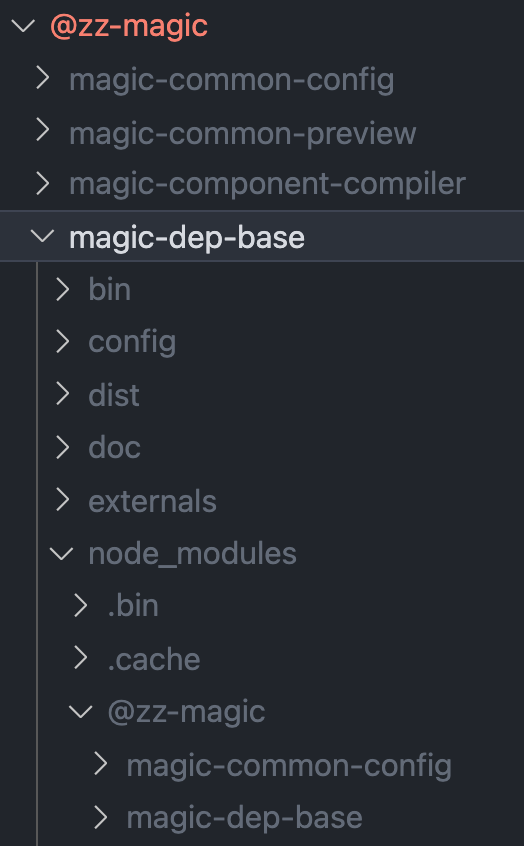 @zz-magic
magic-common-config
magic-common-preview
magic-component-compiler
magic-dep-base
bin
config
dist
doc
externals
node_modules
.bin
.cache
@zz-magic
magic-common-config
magic-dep-base